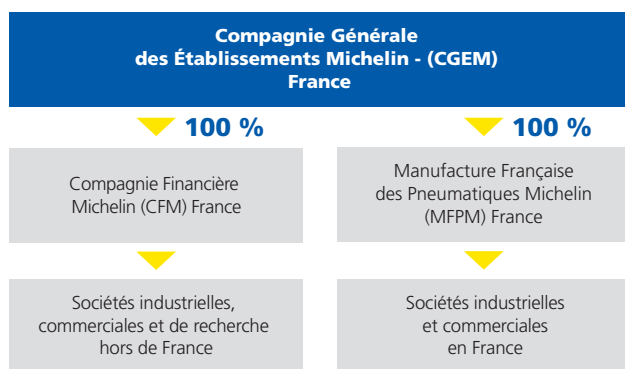 Compagnie Générale
des Établissements Michelin - (CGEM)
France
100 %
100 %
Compagnie Financière
Michelin (CFM) France
Manufacture Française
des Pneumatiques Michelin
(MFPM) France
Sociétés industrielles,
commerciales et de recherche
hors de France
Sociétés industrielles
et commerciales
en France